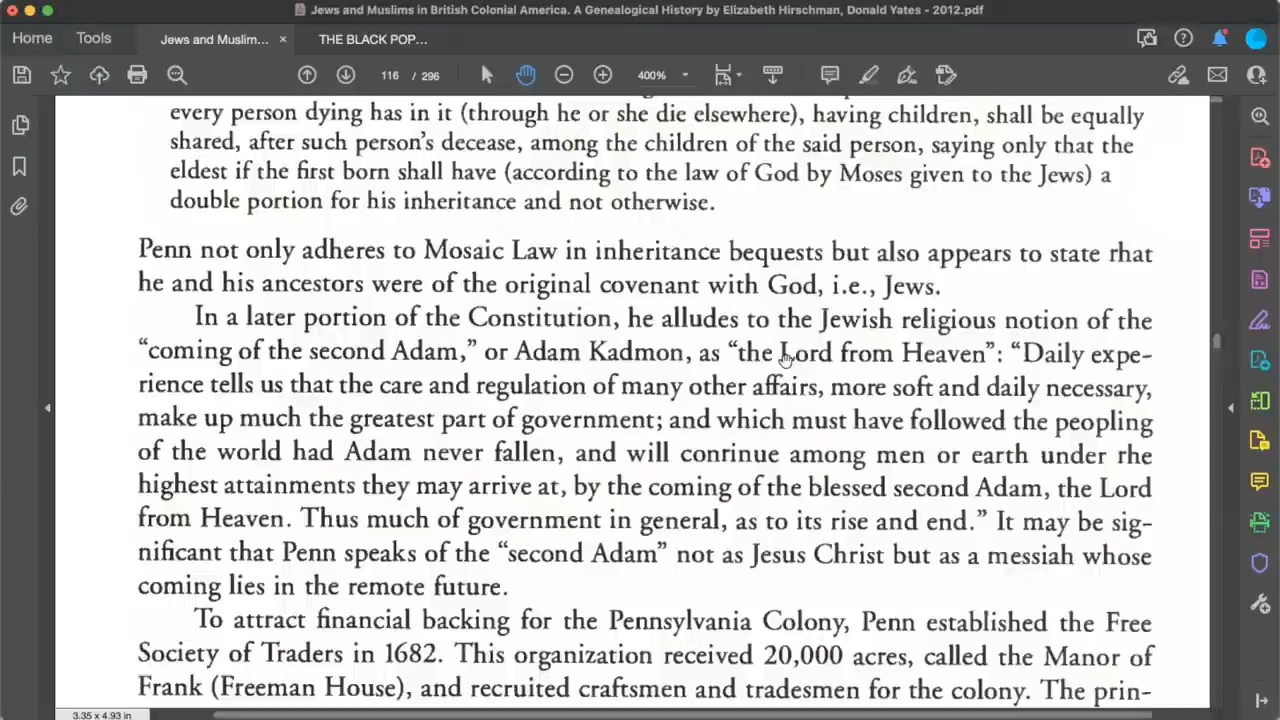 Jews and Muslims in British Colonial America. A Genealogical History by Elizabeth Hirschman, Donald Yates - 2012.pdf
Home Tools Jews and Muslim... × THE BLACK POP...
116 / 296 400%
every person dying has in it (through he or she die elsewhere), having children, shall be equally
shared, after such person's decease, among the children of the said person, saying only that the
eldest if the first born shall have (according to the law of God by Moses given to the Jews) a
double portion for his inheritance and not otherwise.
Penn not only adheres to Mosaic Law in inheritance bequests but also appears to state that
he and his ancestors were of the original covenant with God, i.e., Jews.
In a later portion of the Constitution, he alludes to the Jewish religious notion of the
“coming of the second Adam,” or Adam Kadmon, as “the Lord from Heaven”: “Daily expe-
rience tells us that the care and regulation of many other affairs, more soft and daily necessary,
make up much the greatest part of government; and which must have followed the peopling
of the world had Adam never fallen, and will continue among men or earth under rhe
highest attainments they may arrive at, by the coming of the blessed second Adam, the Lord
from Heaven. Thus much of government in general, as to its rise and end.” It may be sig-
nificant that Penn speaks of the “second Adam” not as Jesus Christ but as a messiah whose
coming lies in the remote future.
To attract financial backing for the Pennsylvania Colony, Penn established the Free
Society of Traders in 1682. This organization received 20,000 acres, called the Manor of
Frank (Freeman House), and recruited craftsmen and tradesmen for the colony. The prin-
3.35 x 4.93 in